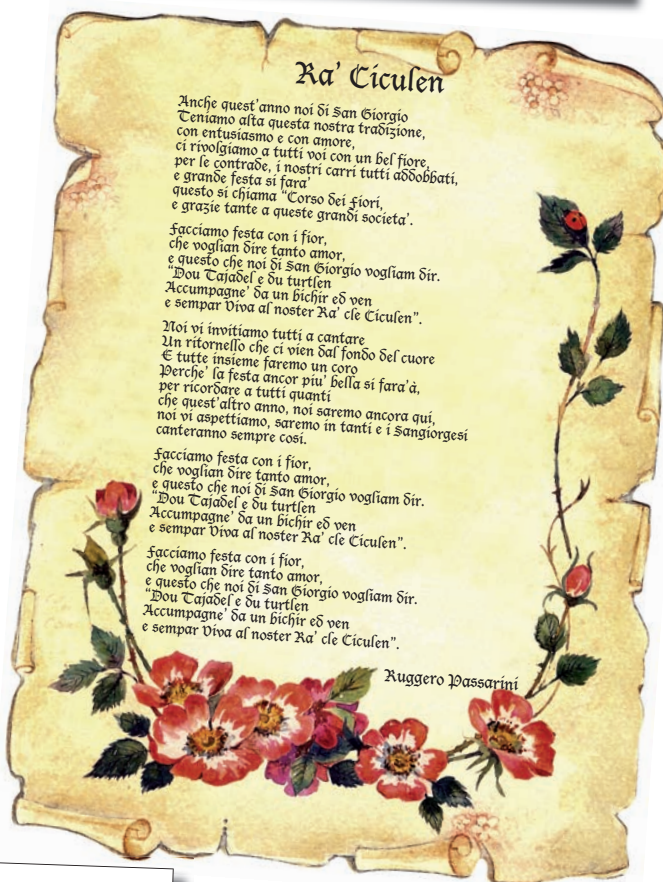 Ra' Ciculen
Anche quest'anno noi di San Giorgio
Teniamo alta questa nostra tradizione,
con entusiasmo e con amore,
ci rivolgiamo a tutti voi con un bel fiore,
per le contrade, i nostri carri tutti addobbati,
e grande festa si fara'
questo si chiama "Corso dei Fiori,
e grazie tante a queste grandi societa'.
Facciamo festa con i fior,
che voglian dire tanto amor,
e questo che noi di San Giorgio vogliam dir.
"Dou Tajadel e du turtlen
Accumpagne' da un bichir ed ven
e sempar Viva al noster Ra' cle Ciculen".
Noi vi invitiamo tutti a cantare
Un ritornello che ci vien dal fondo del cuore
E tutte insieme faremo un coro
Perche' la festa ancor piu' bella si fara'à,
per ricordare a tutti quanti
che quest'altro anno, noi saremo ancora qui,
noi vi aspettiamo, saremo in tanti e i Sangiorgesi
canteranno sempre così.
Facciamo festa con i fior,
che voglian dire tanto amor,
e questo che noi di San Giorgio vogliam dir.
"Dou Tajadel e du turtlen
Accumpagne' da un bichir ed ven
e sempar Viva al noster Ra' cle Ciculen".
Facciamo festa con i fior,
che voglian dire tanto amor,
e questo che noi di San Giorgio vogliam dir.
"Dou Tajadel e du turtlen
Accumpagne' da un bichir ed ven
e sempar Viva al noster Ra' cle Ciculen".
Ruggero Passarini